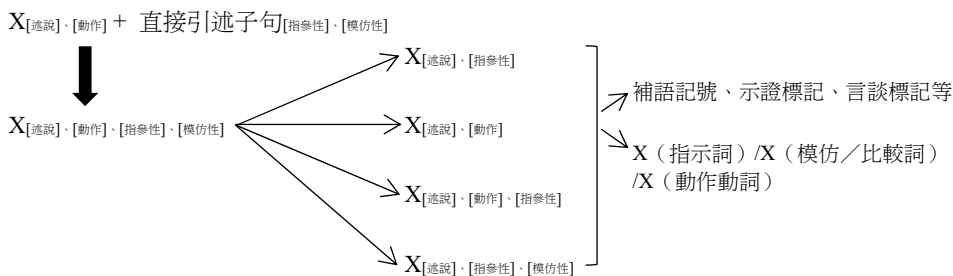 X[述說]、[動作] + 直接引述子句[指參性]、[模仿性]
X[述說]、[動作]、[指參性]、[模仿性]
X[述說]、[指參性]
X[述說]、[動作]
X[述說]、[動作]、[指參性]
X[述說]、[指參性]、[模仿性]
補語記號、示證標記、言談標記等
X（指示詞）/X（模仿／比較詞）
/X（動作動詞）